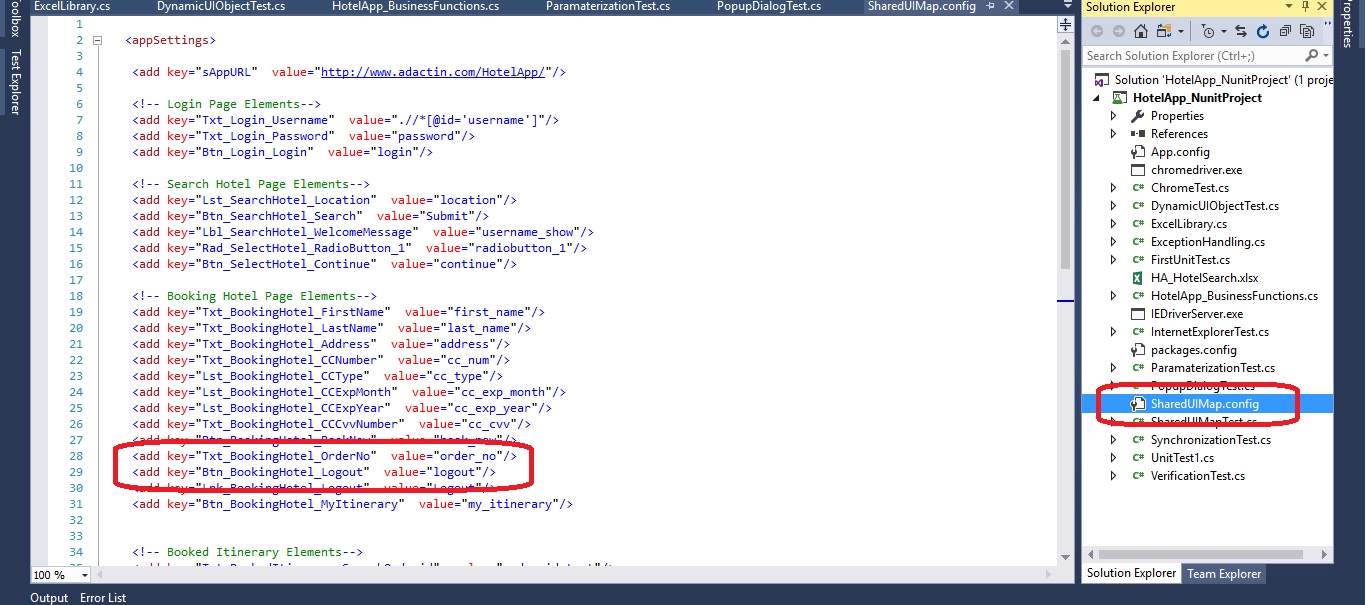 oolbox
Test Explorer
ExcelLibrary.cs
DynamicUIObjectTest.cs
HotelApp_BusinessFunctions.cs
ParamaterizationTest.cs
PopupDialogTest.cs
SharedUIMap.config
1
2 <appSettings>
3
4 <add key="sAppURL" value="http://www.adactin.com/HotelApp/"/>
5
6 <!-- Login Page Elements-->
7 <add key="Txt_Login_Username" value=".//*[@id='username']"/>
8 <add key="Txt_Login_Password" value="password"/>
9 <add key="Btn_Login_Login" value="login"/>
10
11 <!-- Search Hotel Page Elements-->
12 <add key="Lst_SearchHotel_Location" value="location"/>
13 <add key="Btn_SearchHotel_Search" value="Submit"/>
14 <add key="Lbl_SearchHotel_WelcomeMessage" value="username_show"/>
15 <add key="Rad_SelectHotel_RadioButton_1" value="radiobutton_1"/>
16 <add key="Btn_SelectHotel_Continue" value="continue"/>
17
18 <!-- Booking Hotel Page Elements-->
19 <add key="Txt_BookingHotel_FirstName" value="first_name"/>
20 <add key="Txt_BookingHotel_LastName" value="last_name"/>
21 <add key="Txt_BookingHotel_Address" value="address"/>
22 <add key="Txt_BookingHotel_CCNumber" value="cc_num"/>
23 <add key="Lst_BookingHotel_CCType" value="cc_type"/>
24 <add key="Lst_BookingHotel_CCExpMonth" value="cc_exp_month"/>
25 <add key="Lst_BookingHotel_CCExpYear" value="cc_exp_year"/>
26 <add key="Txt_BookingHotel_CCCvvNumber" value="cc_cvv"/>
27 <add key="Btn_BookingHotel_BookNow" value="book_now"/>
28 <add key="Txt_BookingHotel_OrderNo" value="order_no"/>
29 <add key="Btn_BookingHotel_Logout" value="logout"/>
30 <add key="Lnk_BookingHotel_Logout" value="Logout"/>
31 <add key="Btn_BookingHotel_MyItinerary" value="my_itinerary"/>
32
33
34 <!-- Booked Itinerary Elements-->
100 %
Output
Error List
Solution Explorer
Search Solution Explorer (Ctrl+;)
Solution 'HotelApp_NunitProject' (1 proje
HotelApp_NunitProject
Properties
References
App.config
chromedriver.exe
ChromeTest.cs
DynamicUIObjectTest.cs
ExcelLibrary.cs
ExceptionHandling.cs
FirstUnitTest.cs
HA_HotelSearch.xlsx
HotelApp_BusinessFunctions.cs
IEDriverServer.exe
InternetExplorerTest.cs
packages.config
ParamaterizationTest.cs
PopupDialogTest.cs
SharedUIMap.config
SharedUIMapTest.cs
SynchronizationTest.cs
UnitTest1.cs
VerificationTest.cs
Solution Explorer
Team Explorer
Properties